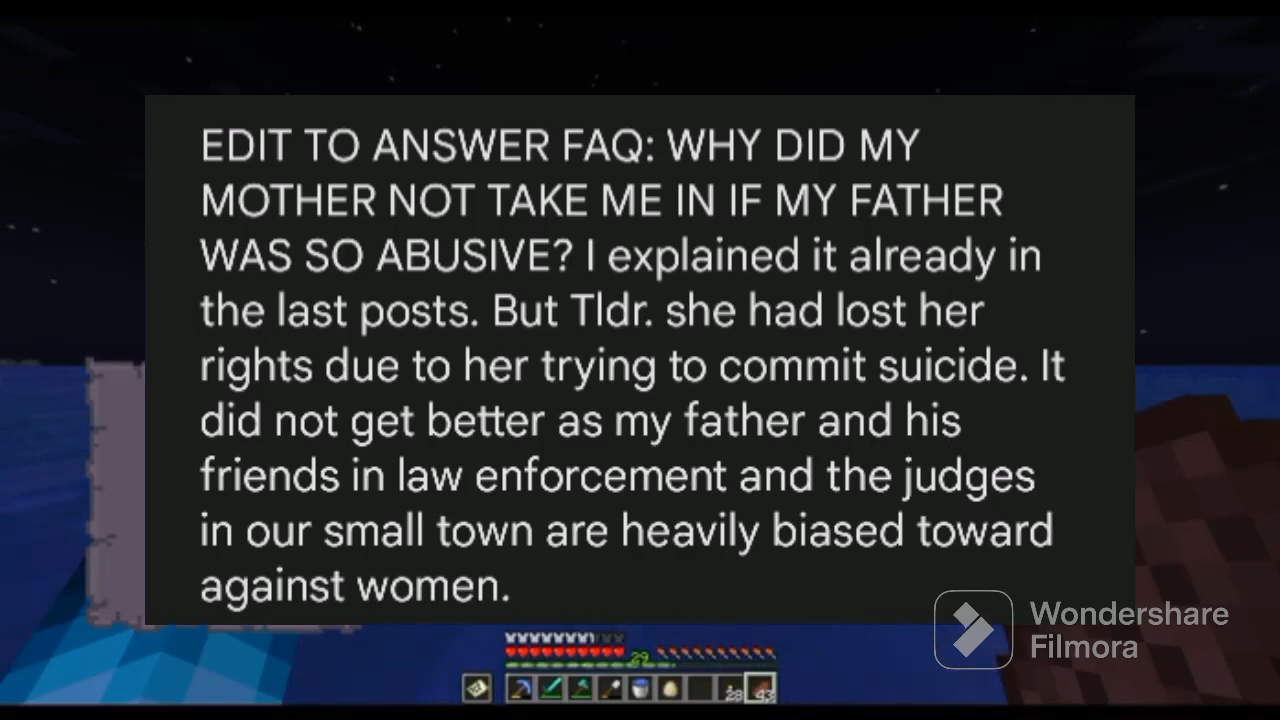 EDIT TO ANSWER FAQ: WHY DID MY
MOTHER NOT TAKE ME IN IF MY FATHER
WAS SO ABUSIVE? I explained it already in
the last posts. But Tldr. she had lost her
rights due to her trying to commit suicide. It
did not get better as my father and his
friends in law enforcement and the judges
in our small town are heavily biased toward
against women.
Wondershare
Filmora
29
28
43